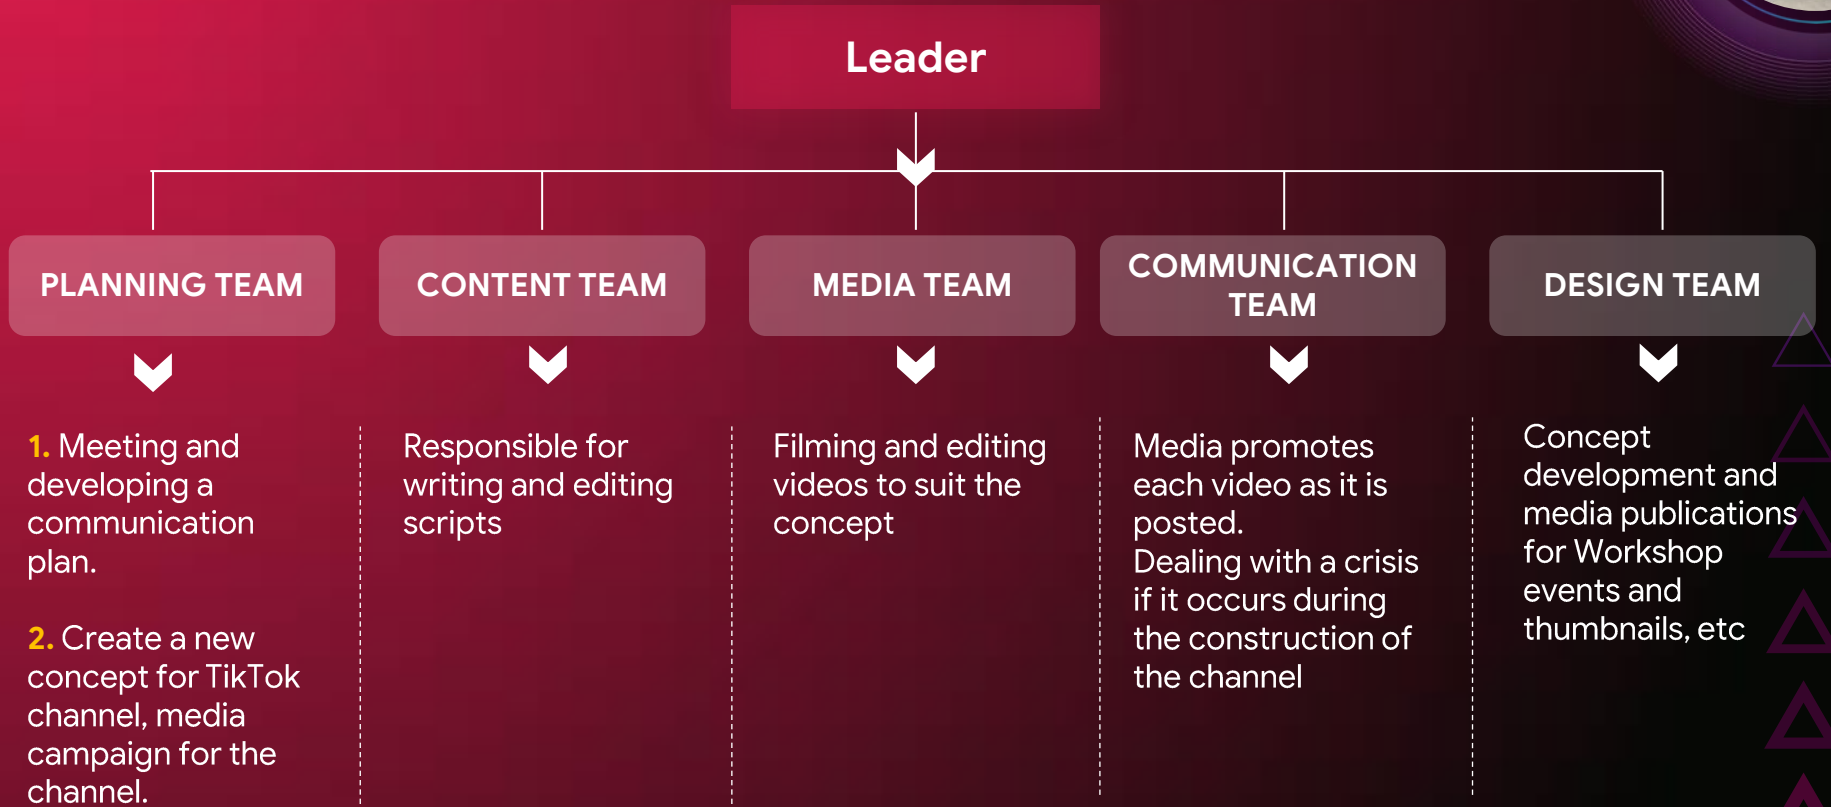 Leader
PLANNING TEAM
CONTENT TEAM
MEDIA TEAM
COMMUNICATION
TEAM
DESIGN TEAM
1. Meeting and
developing a
communication
plan.
2. Create a new
concept for TikTok
channel, media
campaign for the
channel.
Responsible for
writing and editing
scripts
Filming and editing
videos to suit the
concept
Media promotes
each video as it is
posted.
Dealing with a crisis
if it occurs during
the construction of
the channel
Concept
development and
media publications
for Workshop
events and
thumbnails, etc